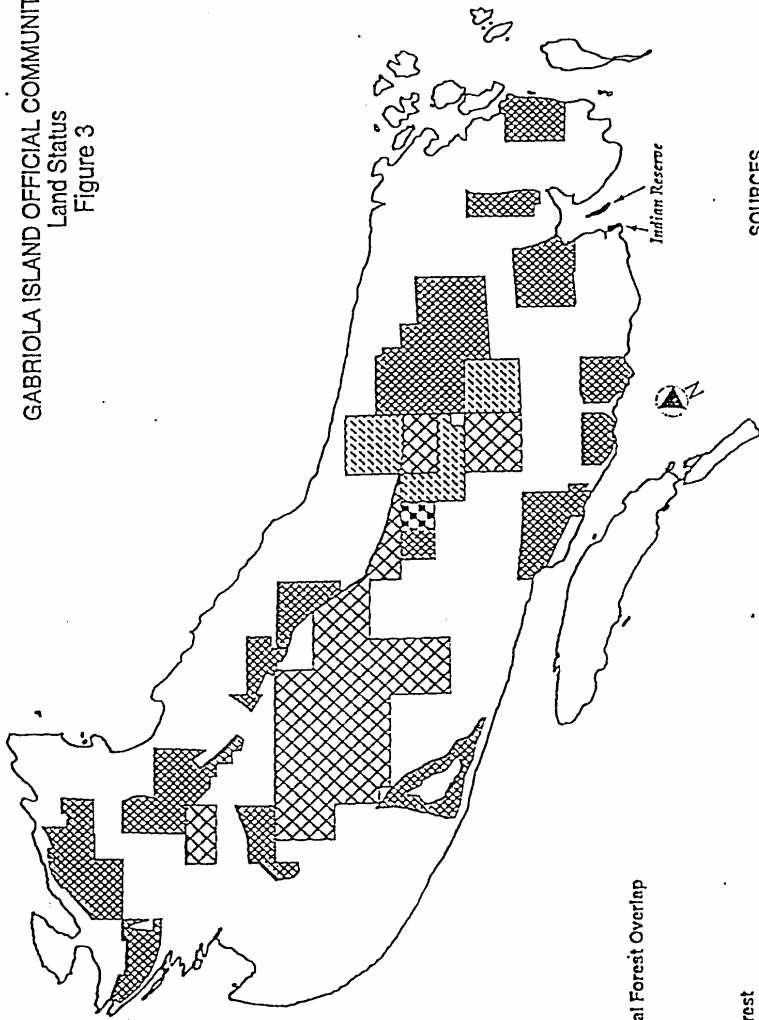 GABRIOLA ISLAND OFFICIAL COMMUNIT
Land Status
Figure 3
Indian Reserve
N
SOURCES
al Forest Overlap
rest